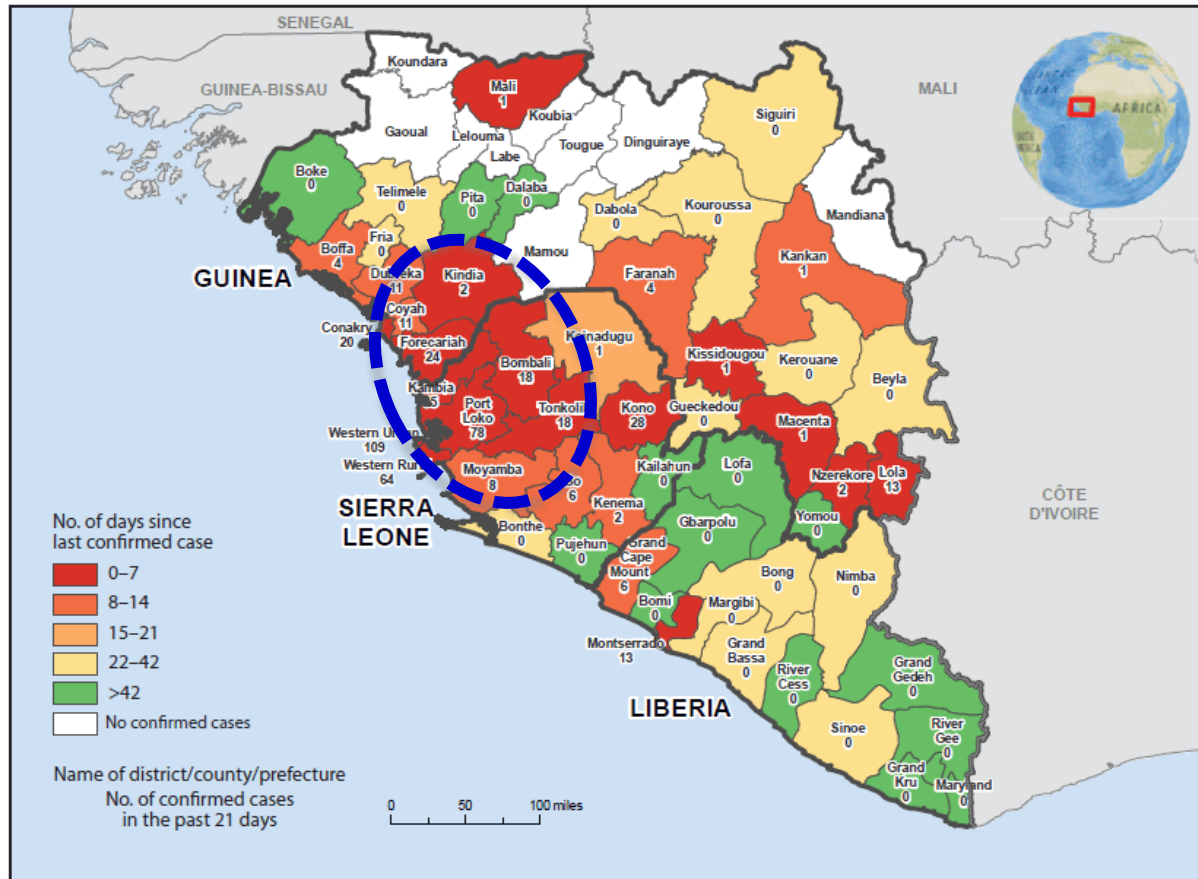 SENEGAL
GUINEA-BISSAU
MALI
CÔTE
D'IVOIRE
AFRICA
Koundara
Mali
1
Gaoual
Lelouma
Koubia
Labe
Tougue
Dinguiraye
Siguiri
0
Boke
0
Telimele
0
Pita
0
Dalaba
0
Mamou
Dabola
0
Kouroussa
0
Mandiana
Boffa
4
Fria
0
11
Kindia
2
Faranah
4
Kankan
1
GUINEA
Coyah
11
Conakry
20
Forecariah
24
1
Bombali
18
Kissidougou
1
Kerouane
0
Beyla
0
Kambia
Port
Loko
78
18
Kono
28
Gueckedou
0
Macenta
1
Western
109
Western
64
Moyamba
8
6
Kailahun
0
Lofa
0
Nzerekore
2
Lola
13
Kenema
2
Yomou
0
SIERRA
LEONE
Bonthe
0
Pujehun
0
Gbarpolu
0
Grand
Cape
Mount
6
Bomi
0
Bong
0
Nimba
0
Margibi
0
Montserrado
13
Grand
Bassa
0
River
Cess
0
Grand
Gedeh
0
LIBERIA
Sinoe
0
River
Gee
0
Grand
Kru
0
Maryland
0
No. of days since
last confirmed case
0–7
8–14
15–21
22–42
>42
No confirmed cases
Name of district/county/prefecture
No. of confirmed cases
in the past 21 days
0 50 100 miles